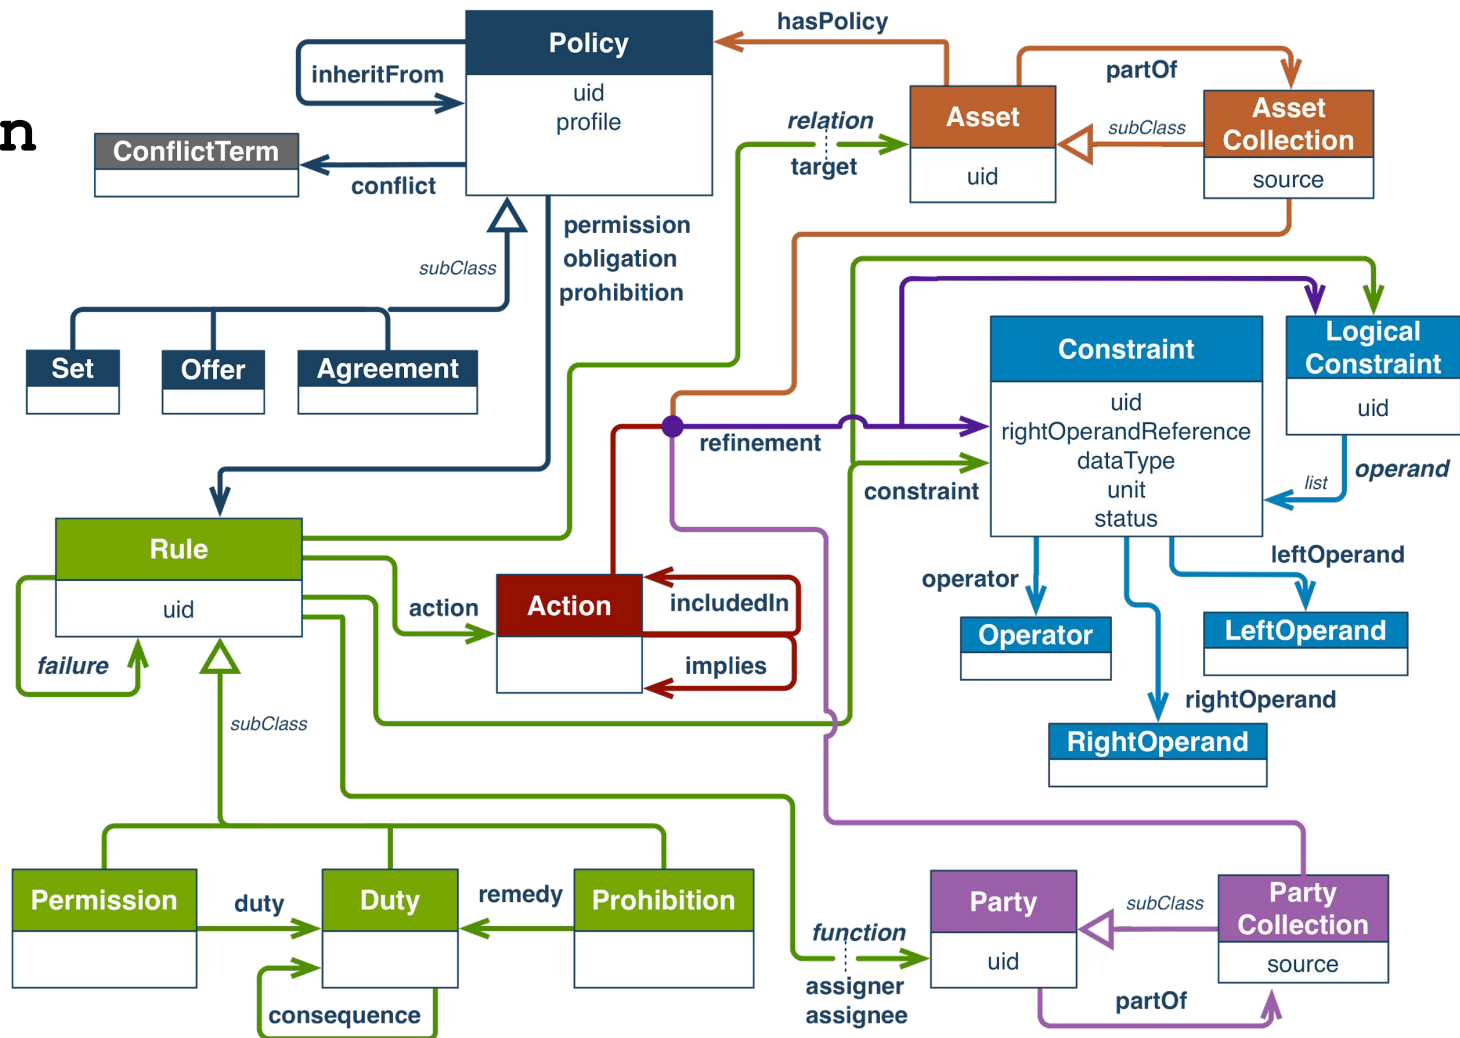 n
Policy
uid
profile
inheritFrom
ConflictTerm
conflict
hasPolicy
relation
target
Asset
uid
partOf
subClass
Asset
Collection
source
permission
obligation
prohibition
subClass
Set
Offer
Agreement
refinement
constraint
Constraint
uid
rightOperandReference
dataType
unit
status
Logical
Constraint
uid
operand
list
operator
leftOperand
Operator
LeftOperand
rightOperand
RightOperand
Rule
uid
failure
action
Action
includedIn
implies
subClass
Permission
duty
Duty
remedy
Prohibition
consequence
function
assigner
assignee
Party
uid
subClass
Party
Collection
source
partOf